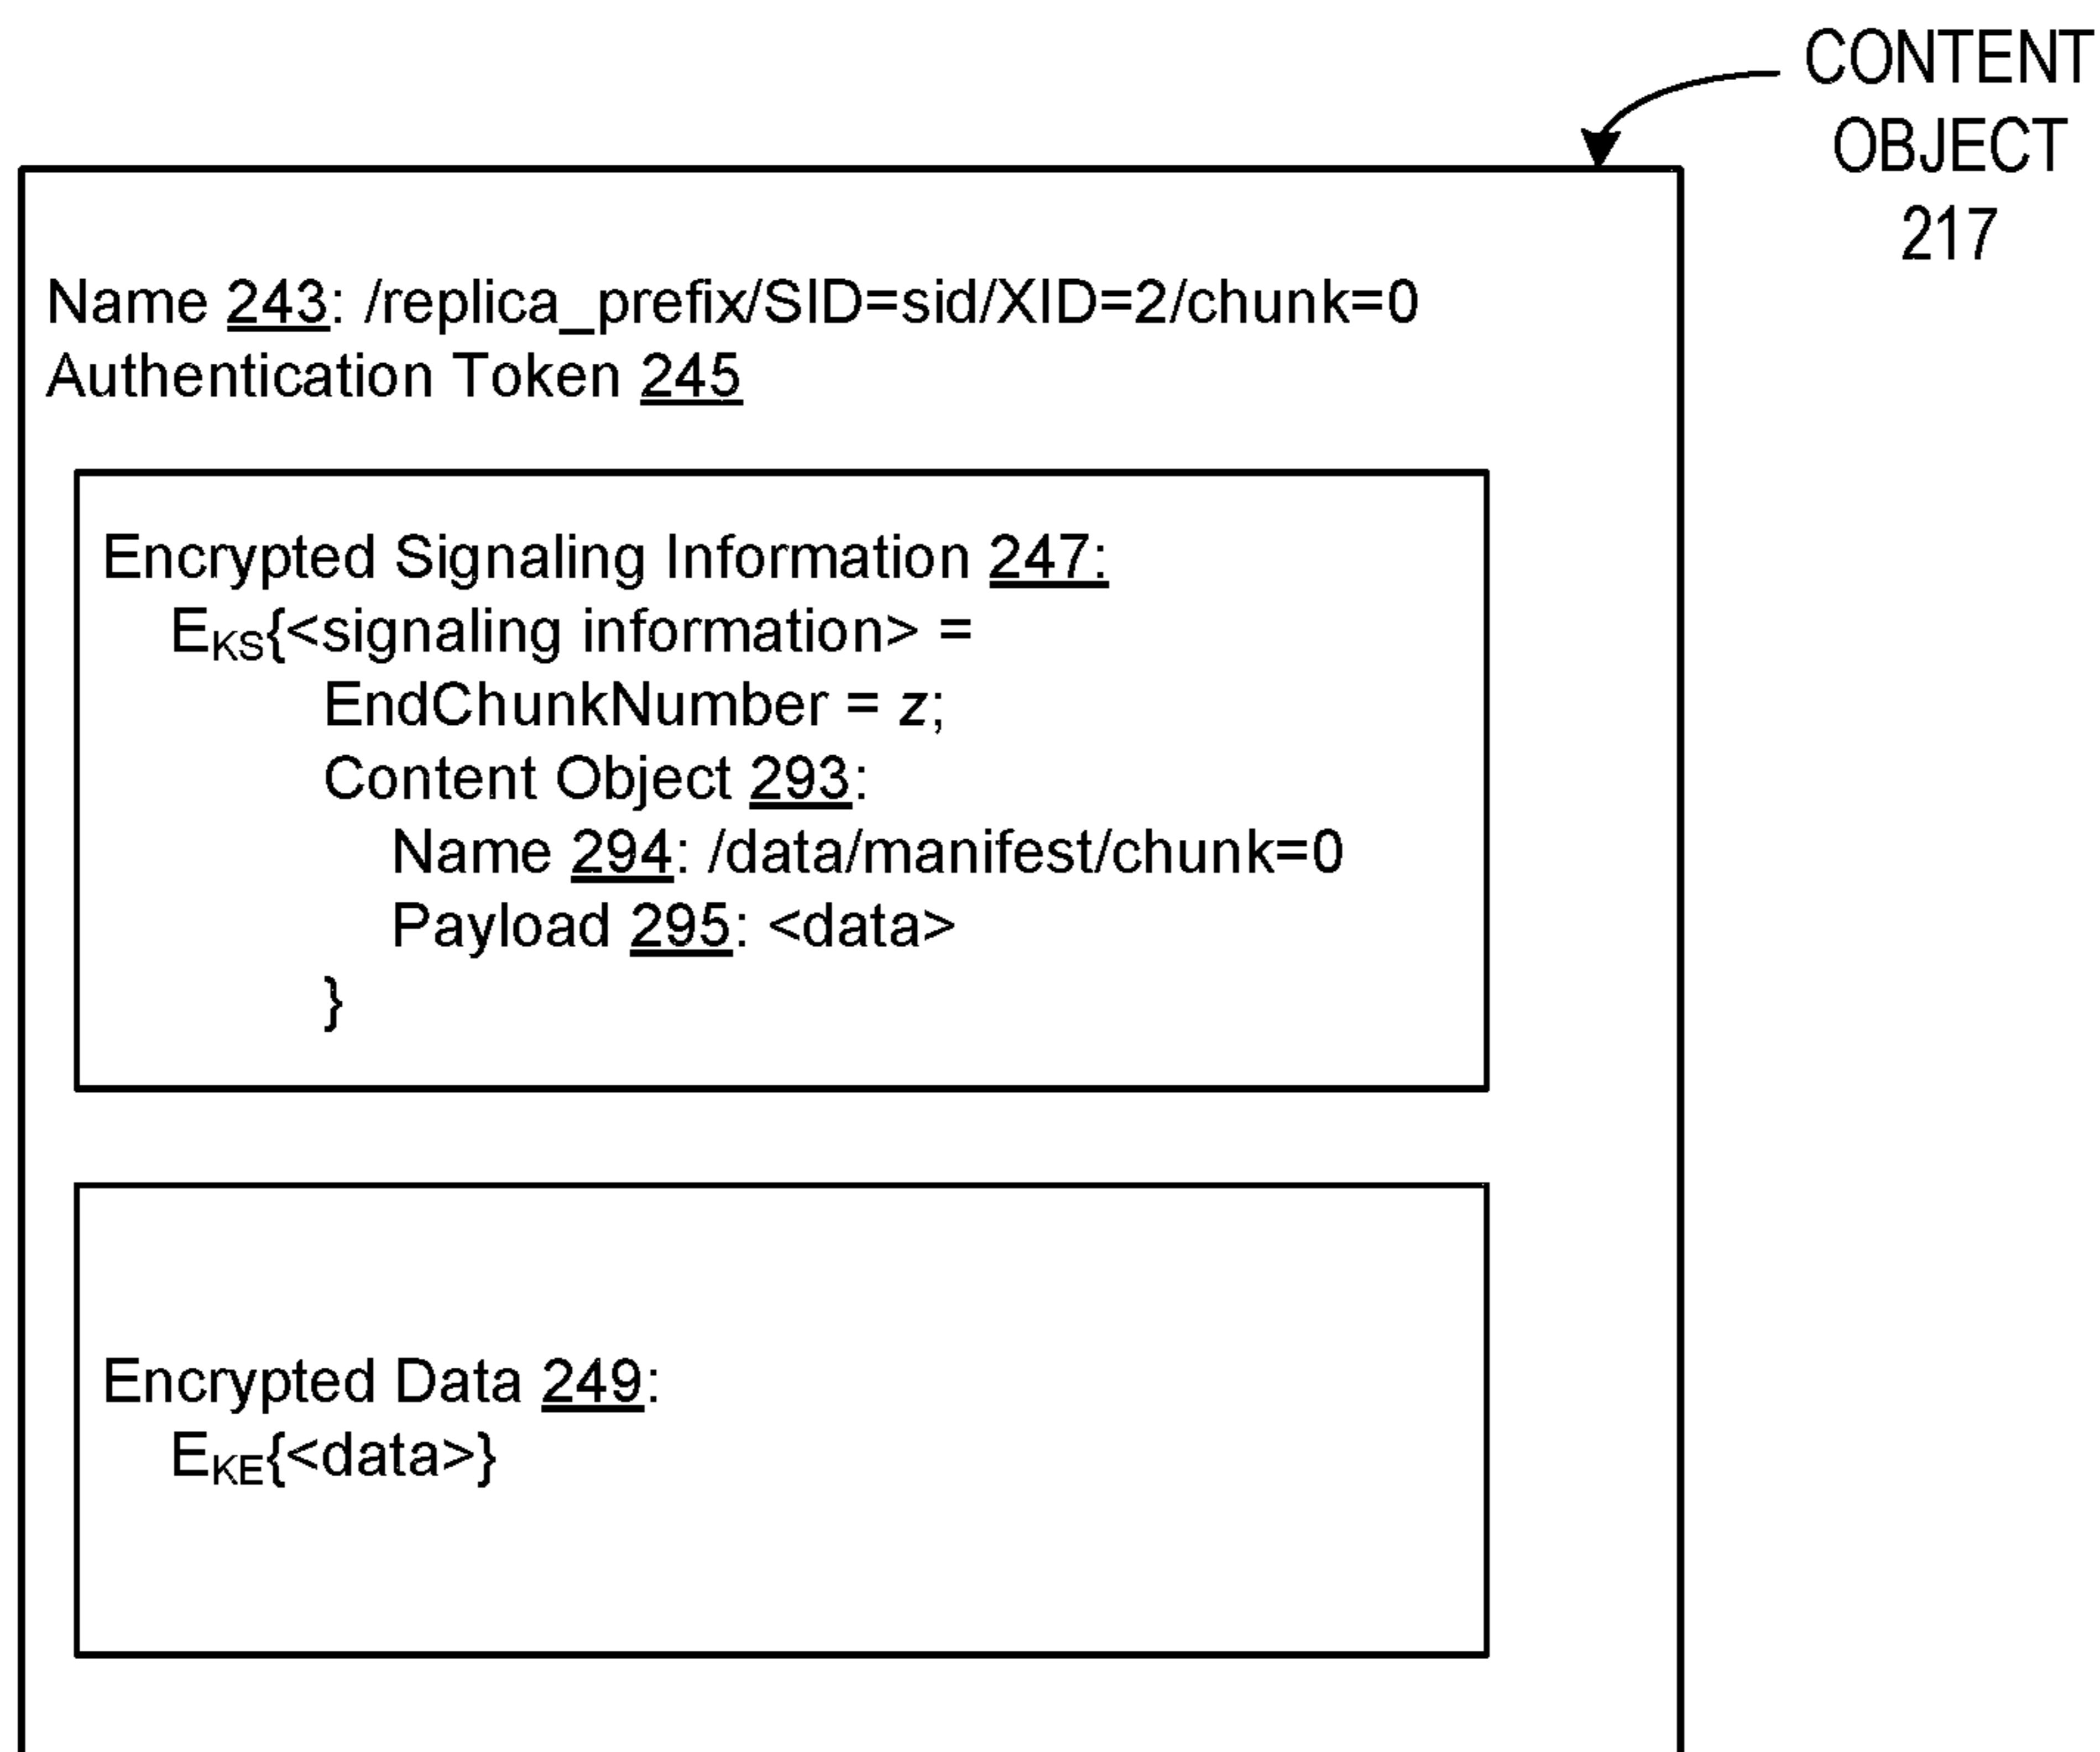 CONTENT
OBJECT
217
Name 243: /replica_prefix/SID=sid/XID=2/chunk=0
Authentication Token 245
Encrypted Signaling Information 247:
EKS{<signaling information> =
EndChunkNumber = z;
Content Object 293:
Name 294: /data/manifest/chunk=0
Payload 295: <data>
}
Encrypted Data 249:
EKE{<data>}